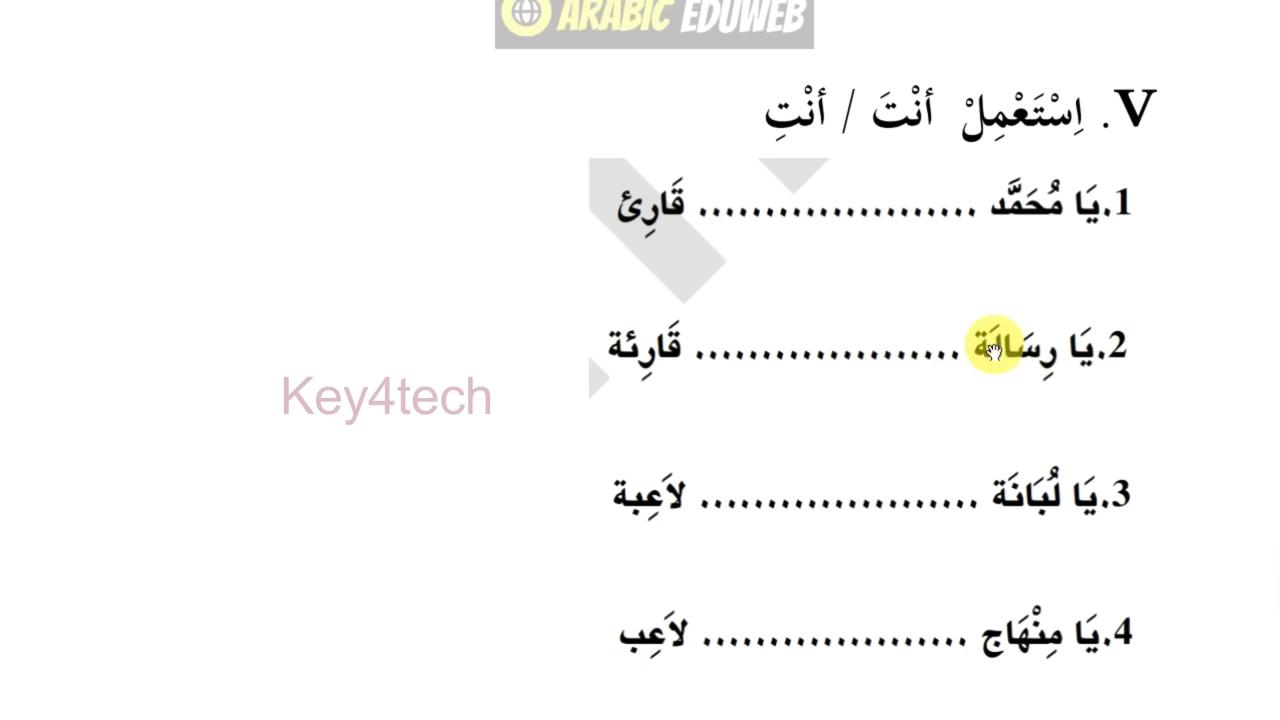 ARABIC EDUWEB
V. اِسْتَعْمِلْ أنْتَ / أنْتِ
1.يَا مُحَمَّد ..................... قَارِئ
2.يَا رِسَالَة .................... قَارِئة
Key4tech
3.يَا لُبَانَة ..................... لاَعِبة
4.يَا مِنْهَاج .................... لاَعِب